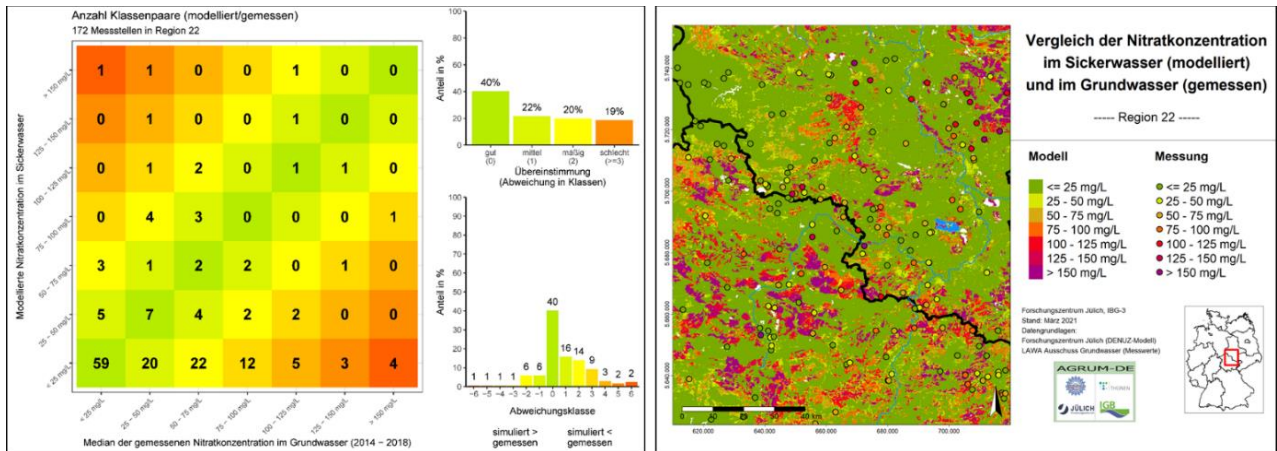 Anzahl Klassenpaare (modelliert/gemessen)
172 Messstellen in Region 22
Modellierte Nitratkonzentration im Sickerwasser
> 150 mg/L
1 1 0 0 1 0 0
125 − 150 mg/L
0 1 0 0 1 0 0
100 − 125 mg/L
0 1 2 0 1 1 0
75 − 100 mg/L
0 4 3 0 0 0 1
50 − 75 mg/L
3 1 2 2 0 1 0
25 − 50 mg/L
5 7 4 2 2 0 0
< 25 mg/L
59 20 22 12 5 3 4
< 25 mg/L
25 − 50 mg/L
50 − 75 mg/L
75 − 100 mg/L
100 − 125 mg/L
125 − 150 mg/L
> 150 mg/L
Median der gemessenen Nitratkonzentration im Grundwasser (2014 − 2018)
Anteil in %
100
80
60
40
20
0
40% 22% 20% 19%
gut mittel mäßig schlecht
(0) (1) (2) (>=3)
Übereinstimmung
(Abweichung in Klassen)
Anteil in %
100
90
80
70
60
50
40
30
20
10
0
1 1 1 1 6 6 40 16 14 9 3 2 2
−6 −5 −4 −3 −2 −1 0 1 2 3 4 5 6
Abweichungsklasse
simuliert > simuliert <
gemessen gemessen
5.740.000
5.720.000
5.700.000
5.680.000
5.660.000
5.640.000
0 10 20 30 40 km
620.000 640.000 660.000 680.000 700.000
Vergleich der Nitratkonzentration
im Sickerwasser (modelliert)
und im Grundwasser (gemessen)
----- Region 22 -----
Modell Messung
<= 25 mg/L <= 25 mg/L
25 - 50 mg/L 25 - 50 mg/L
50 - 75 mg/L 50 - 75 mg/L
75 - 100 mg/L 75 - 100 mg/L
100 - 125 mg/L 100 - 125 mg/L
125 - 150 mg/L 125 - 150 mg/L
> 150 mg/L > 150 mg/L
Forschungszentrum Jülich, IBG-3
Stand: März 2021
Datengrundlagen:
Forschungszentrum Jülich (DENUZ-Modell)
LAWA Ausschuss Grundwasser (Messwerte)
AGRUM-DE
THÜNEN
JÜLICH
IGB